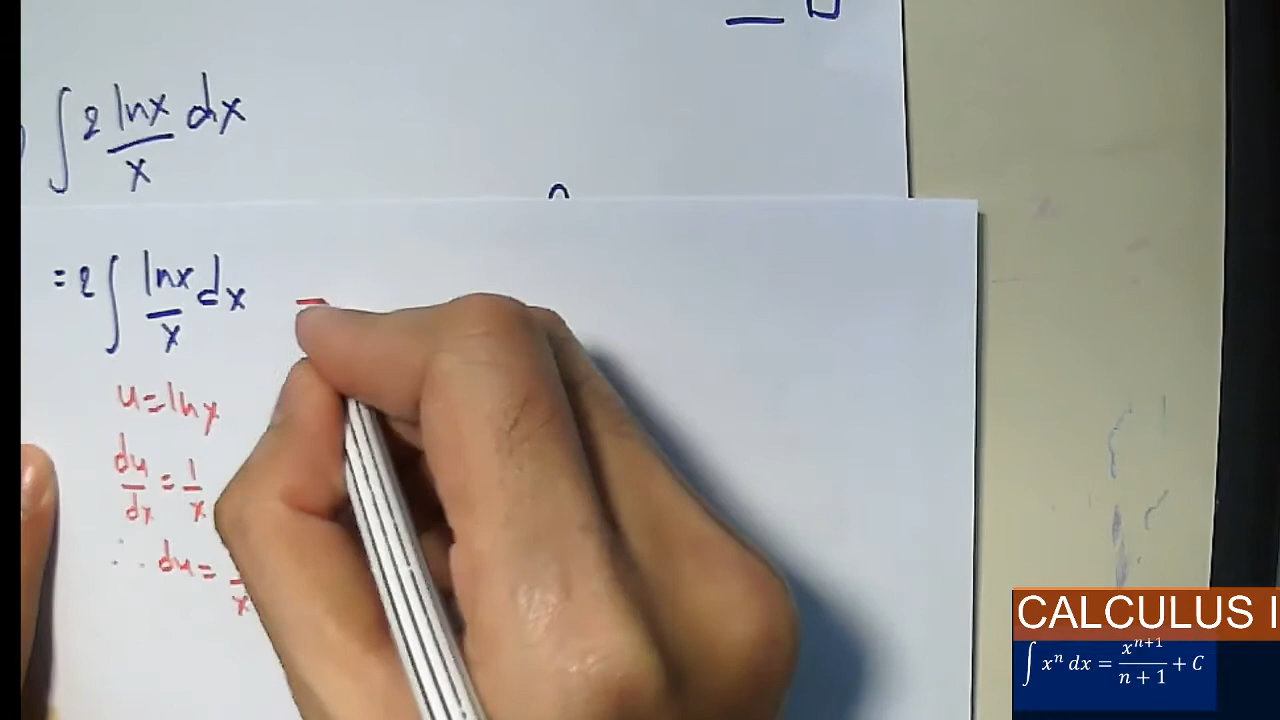 ∫ 2 lnx/x dx
= 2 ∫ lnx/x dx
u = lnx
du/dx = 1/x
∴ du =
x
CALCULUS I
∫ xⁿ dx = xⁿ⁺¹/(n + 1) + C